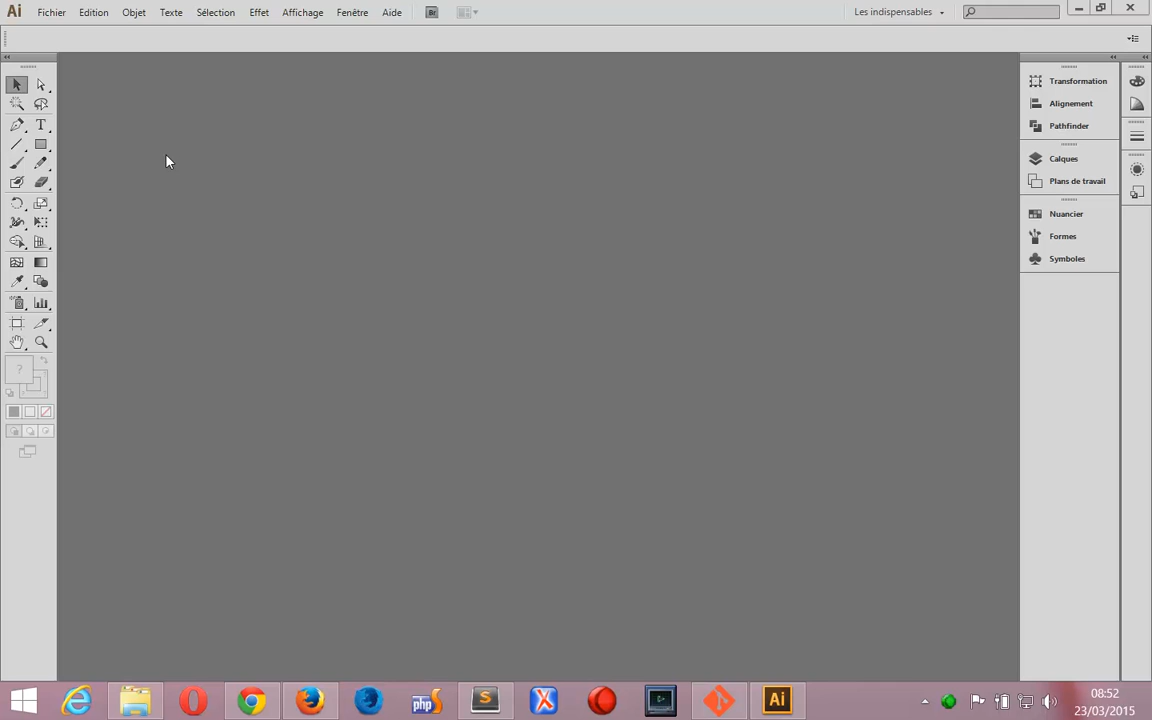 Ai Fichier Edition Objet Texte Sélection Effet Affichage Fenêtre Aide Br Les indispensables
Transformation
Alignement
T
Pathfinder
Calques
Plans de travail
Nuancier
Formes
Symboles
?
php
S
Ai
08:52
23/03/2015